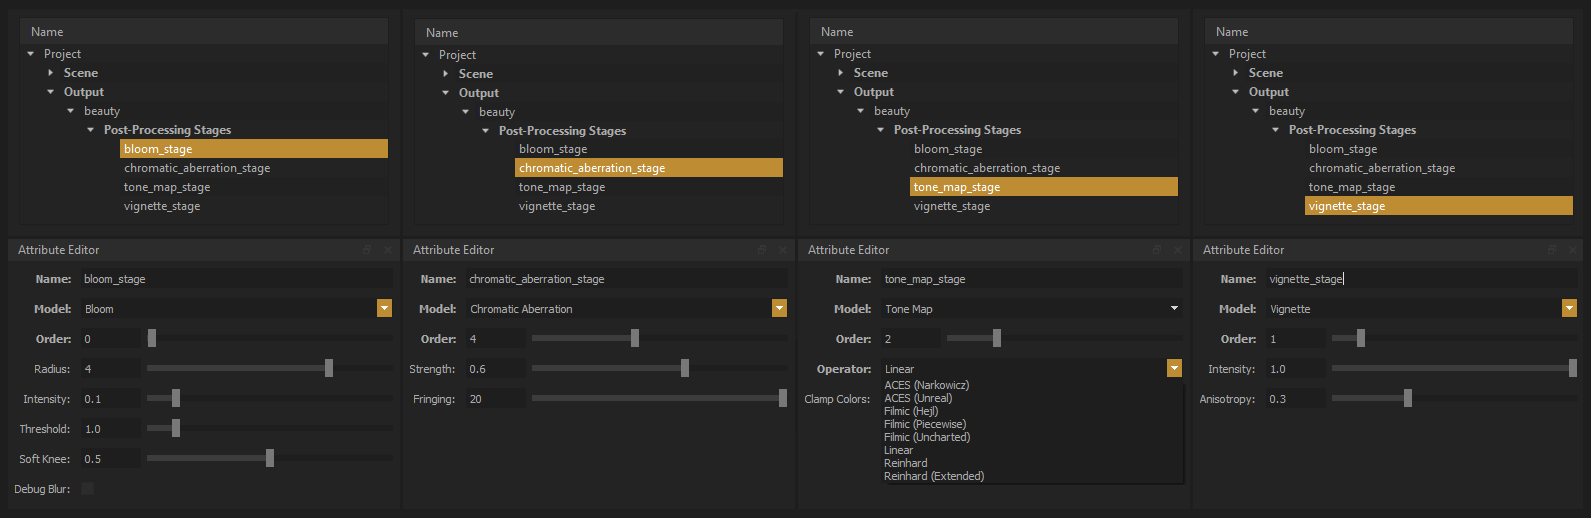 Name
Project
Scene
Output
beauty
Post-Processing Stages
bloom_stage
chromatic_aberration_stage
tone_map_stage
vignette_stage
Attribute Editor
Name: bloom_stage
Model: Bloom
Order: 0
Radius: 4
Intensity: 0.1
Threshold: 1.0
Soft Knee: 0.5
Debug Blur:
Name
Project
Scene
Output
beauty
Post-Processing Stages
bloom_stage
chromatic_aberration_stage
tone_map_stage
vignette_stage
Attribute Editor
Name: chromatic_aberration_stage
Model: Chromatic Aberration
Order: 4
Strength: 0.6
Fringing: 20
Name
Project
Scene
Output
beauty
Post-Processing Stages
bloom_stage
chromatic_aberration_stage
tone_map_stage
vignette_stage
Attribute Editor
Name: tone_map_stage
Model: Tone Map
Order: 2
Operator: Linear
ACES (Narkowicz)
Clamp Colors: ACES (Unreal)
Filmic (Hejl)
Filmic (Piecewise)
Filmic (Uncharted)
Linear
Reinhard
Reinhard (Extended)
Name
Project
Scene
Output
beauty
Post-Processing Stages
bloom_stage
chromatic_aberration_stage
tone_map_stage
vignette_stage
Attribute Editor
Name: vignette_stage
Model: Vignette
Order: 1
Intensity: 1.0
Anisotropy: 0.3